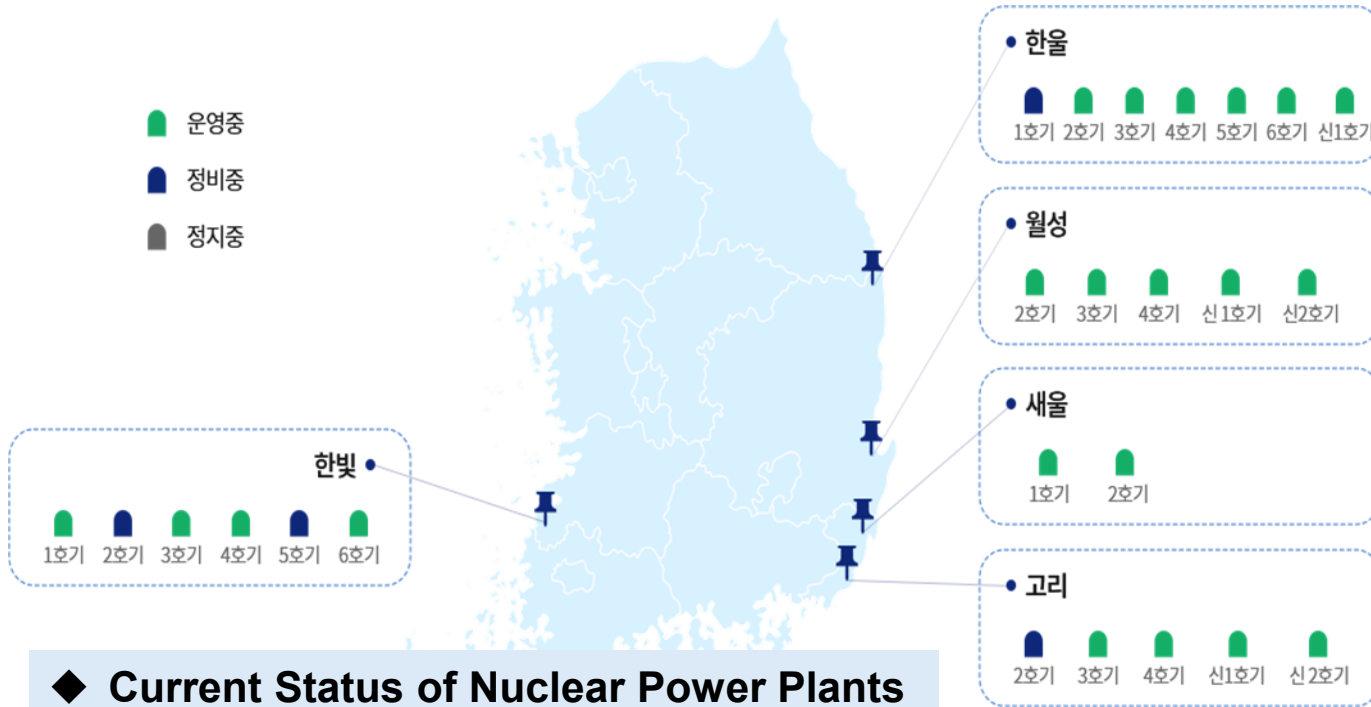 운영중
정비중
정지중
한울
1호기 2호기 3호기 4호기 5호기 6호기 신1호기
월성
2호기 3호기 4호기 신1호기 신2호기
새울
1호기 2호기
한빛
1호기 2호기 3호기 4호기 5호기 6호기
고리
2호기 3호기 4호기 신1호기 신2호기
◆ Current Status of Nuclear Power Plants